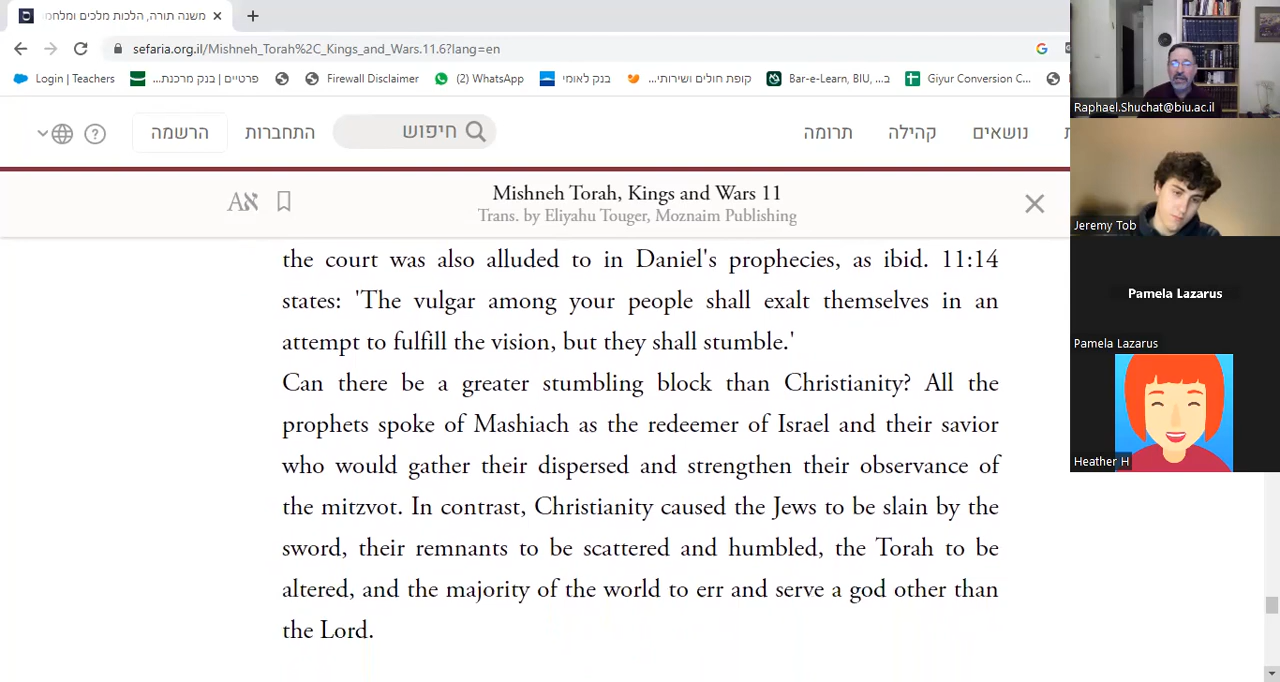 משנה תורה, הלכות מלכים ומלחמ
sefaria.org.il/Mishneh_Torah%2C_Kings_and_Wars.11.6?lang=en
Login | Teachers
פרטיים | בנק מרכנת...
Firewall Disclaimer
(2) WhatsApp
בנק לאומי
קופת חולים ושירותי...
Bar-e-Learn, BIU, ...ב
Giyur Conversion C...
הרשמה
התחברות
חיפוש
תרומה
קהילה
נושאים
Mishneh Torah, Kings and Wars 11
Trans. by Eliyahu Touger, Moznaim Publishing
the court was also alluded to in Daniel's prophecies, as ibid. 11:14
states: 'The vulgar among your people shall exalt themselves in an
attempt to fulfill the vision, but they shall stumble.'
Can there be a greater stumbling block than Christianity? All the
prophets spoke of Mashiach as the redeemer of Israel and their savior
who would gather their dispersed and strengthen their observance of
the mitzvot. In contrast, Christianity caused the Jews to be slain by the
sword, their remnants to be scattered and humbled, the Torah to be
altered, and the majority of the world to err and serve a god other than
the Lord.
Raphael.Shuchat@biu.ac.il
Jeremy Tob
Pamela Lazarus
Pamela Lazarus
Heather H